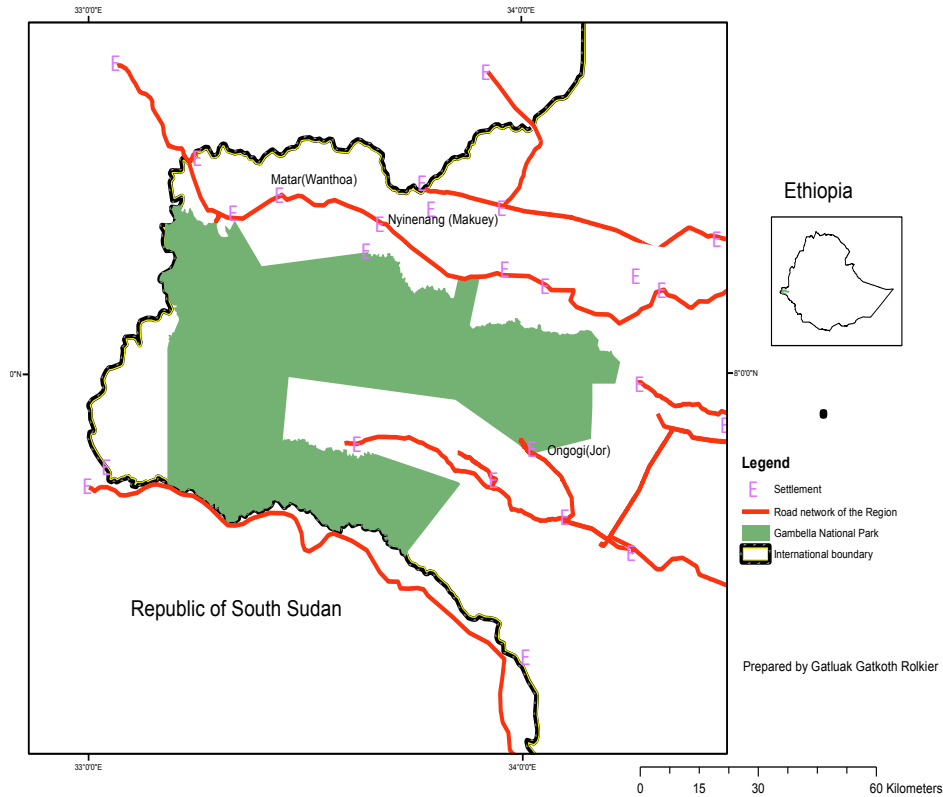 33°0'0"E
34°0'0"E
E
E
E
Matar(Wanthoa)
E
E
E
E
E
E
Nyinenang (Makuey)
E
E
E
E
E
E
E
0"N
8°0'0"N
E
E
E
Ongogi(Jor)
E
E
E
E
E
E
Republic of South Sudan
E
33°0'0"E
34°0'0"E
Ethiopia
Legend
E Settlement
Road network of the Region
Gambella National Park
International boundary
Prepared by Gatluak Gatkoth Rolkier
0 15 30 60 Kilometers